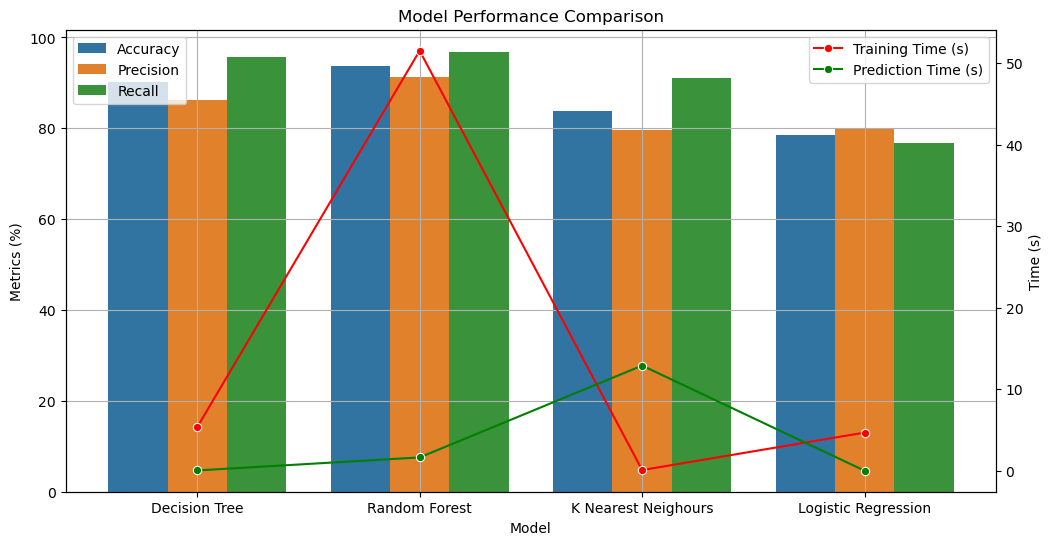 Model Performance Comparison
Accuracy
Precision
Recall
Training Time (s)
Prediction Time (s)
100
80
60
40
20
0
Metrics (%)
50
40
30
20
10
0
Time (s)
Decision Tree
Random Forest
K Nearest Neighours
Logistic Regression
Model